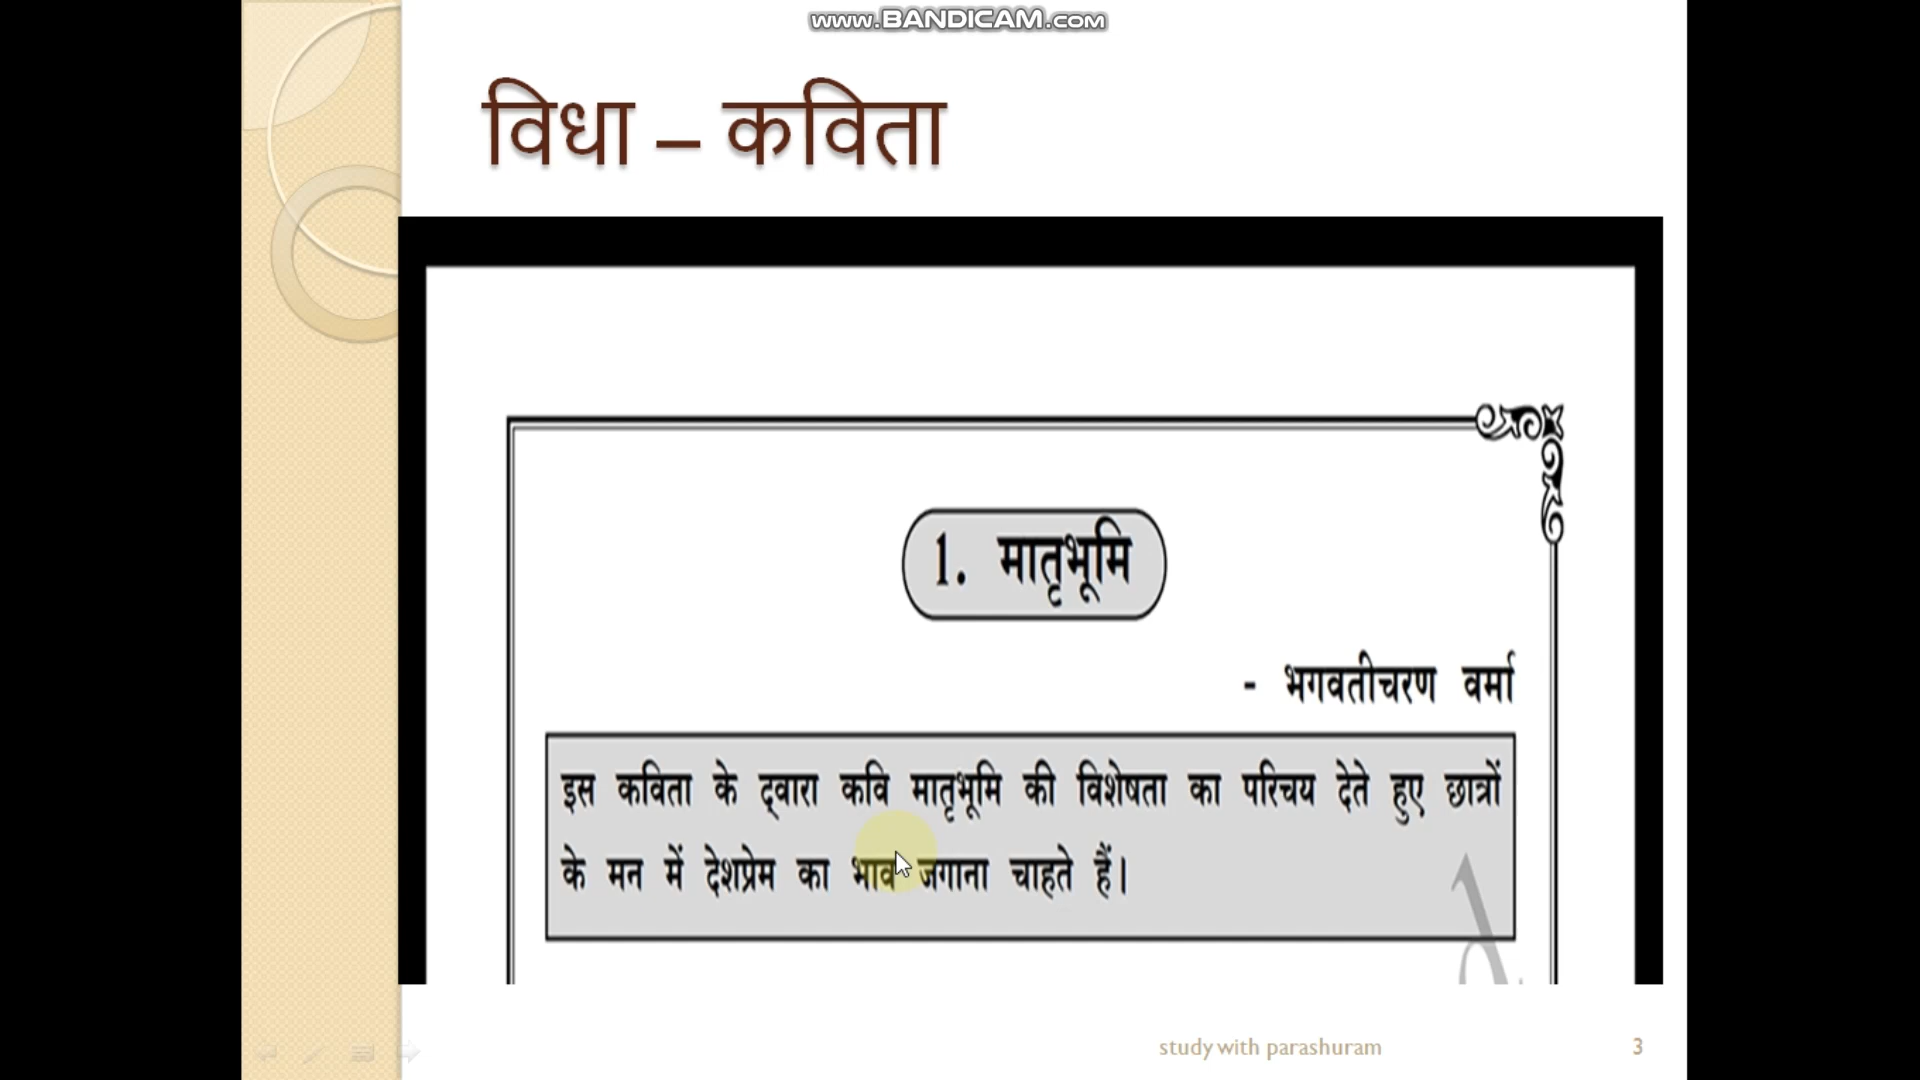 www.BANDICAM.com
विधा – कविता
1. मातृभूमि
- भगवतीचरण वर्मा
इस कविता के द्वारा कवि मातृभूमि की विशेषता का परिचय देते हुए छात्रों
के मन में देशप्रेम का भाव जगाना चाहते हैं।
study with parashuram
3